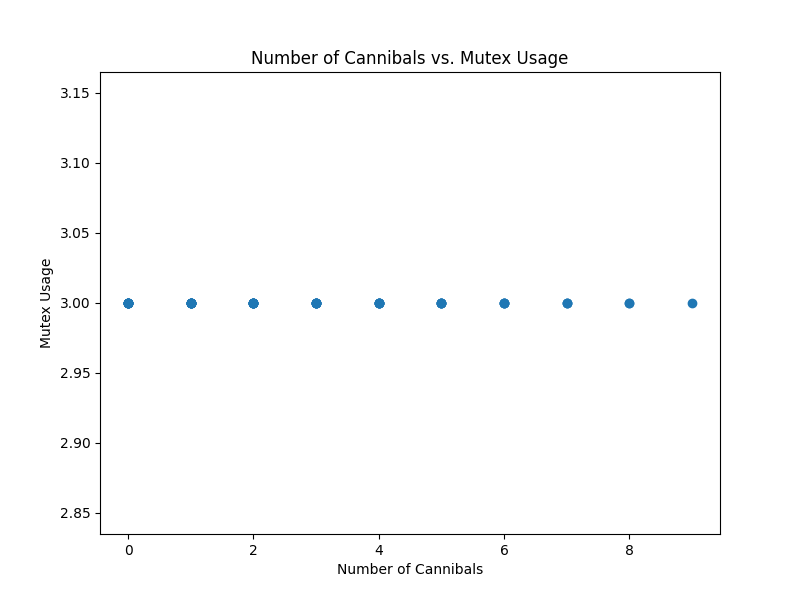 Number of Cannibals vs. Mutex Usage
3.15
3.10
3.05
3.00
2.95
2.90
2.85
Mutex Usage
0 2 4 6 8
Number of Cannibals